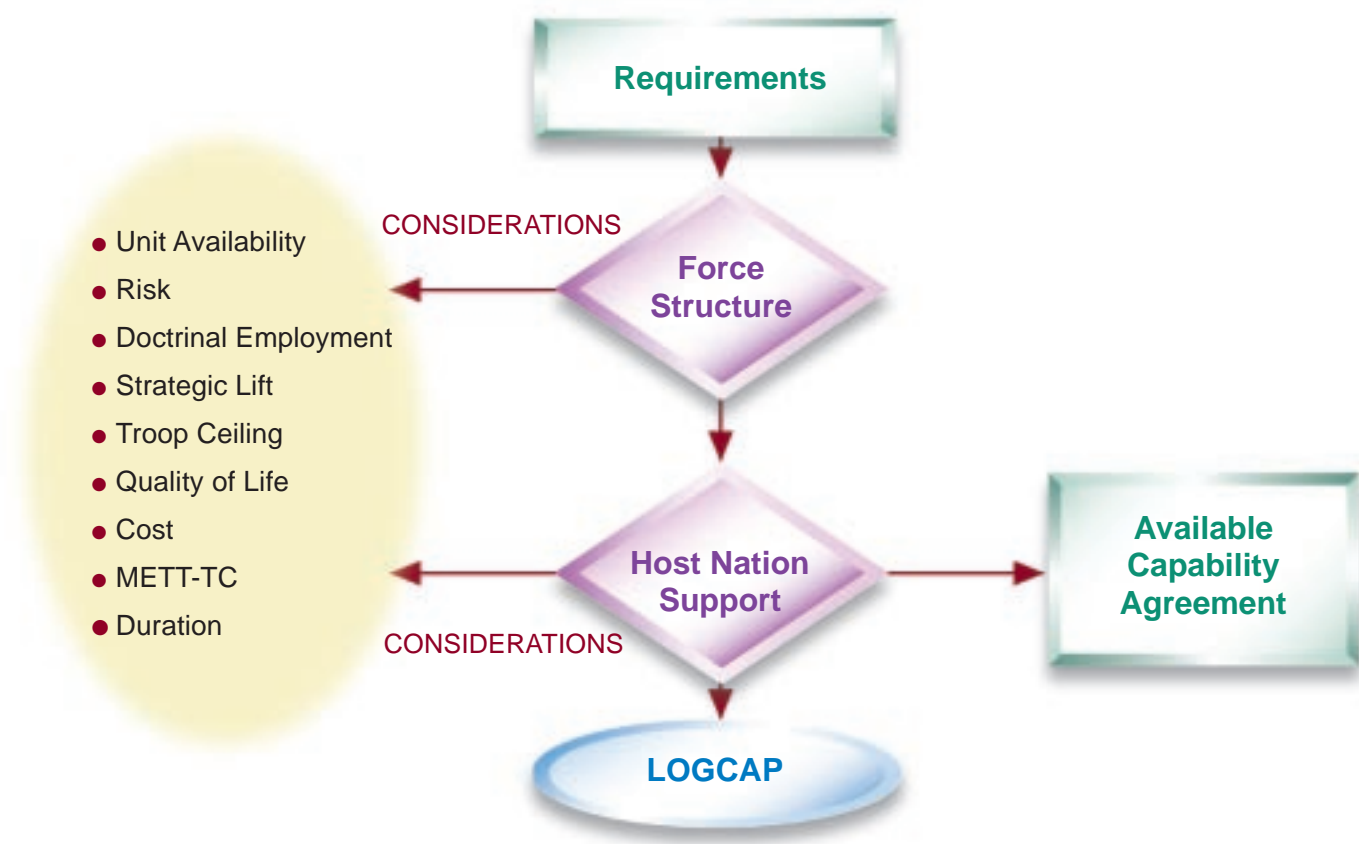 Requirements
CONSIDERATIONS
Force
Structure
● Unit Availability
● Risk
● Doctrinal Employment
● Strategic Lift
● Troop Ceiling
● Quality of Life
● Cost
● METT-TC
● Duration
Host Nation
Support
CONSIDERATIONS
Available
Capability
Agreement
LOGCAP